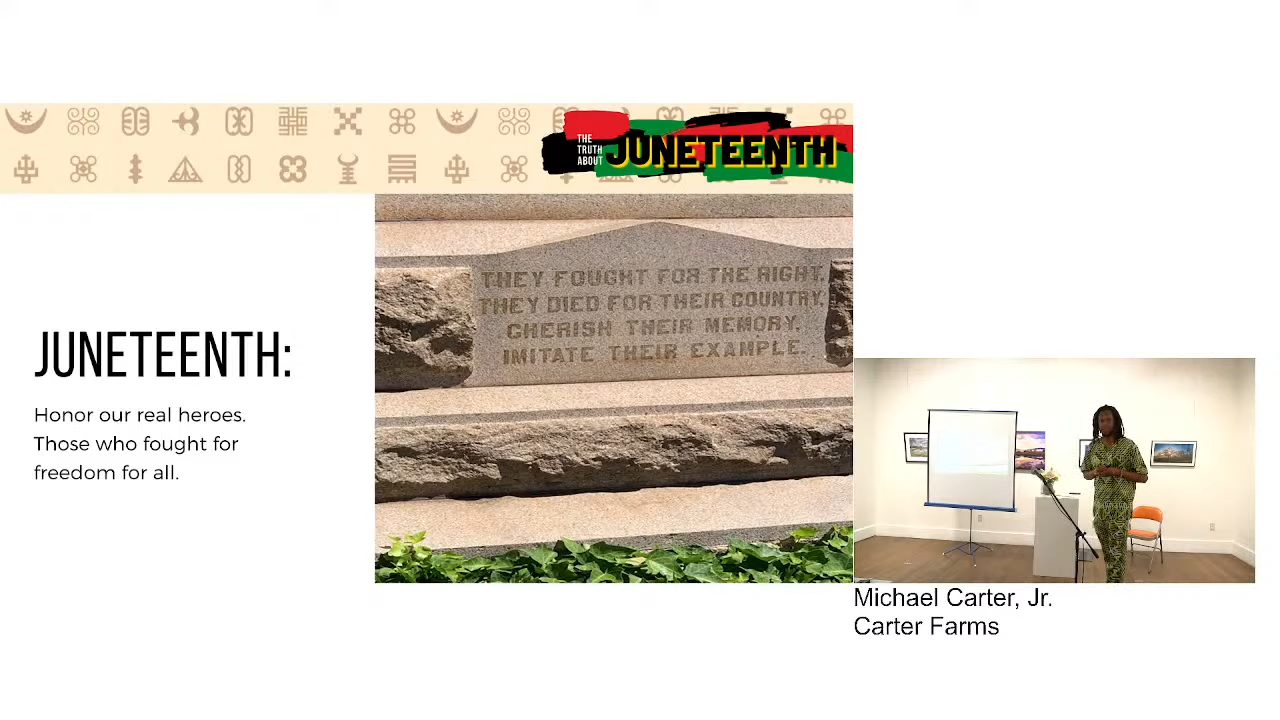 THE
TRUTH
ABOUT
JUNETEENTH
JUNETEENTH:
Honor our real heroes.
Those who fought for
freedom for all.
THEY FOUGHT FOR THE RIGHT.
THEY DIED FOR THEIR COUNTRY.
CHERISH THEIR MEMORY.
IMITATE THEIR EXAMPLE.
Michael Carter, Jr.
Carter Farms